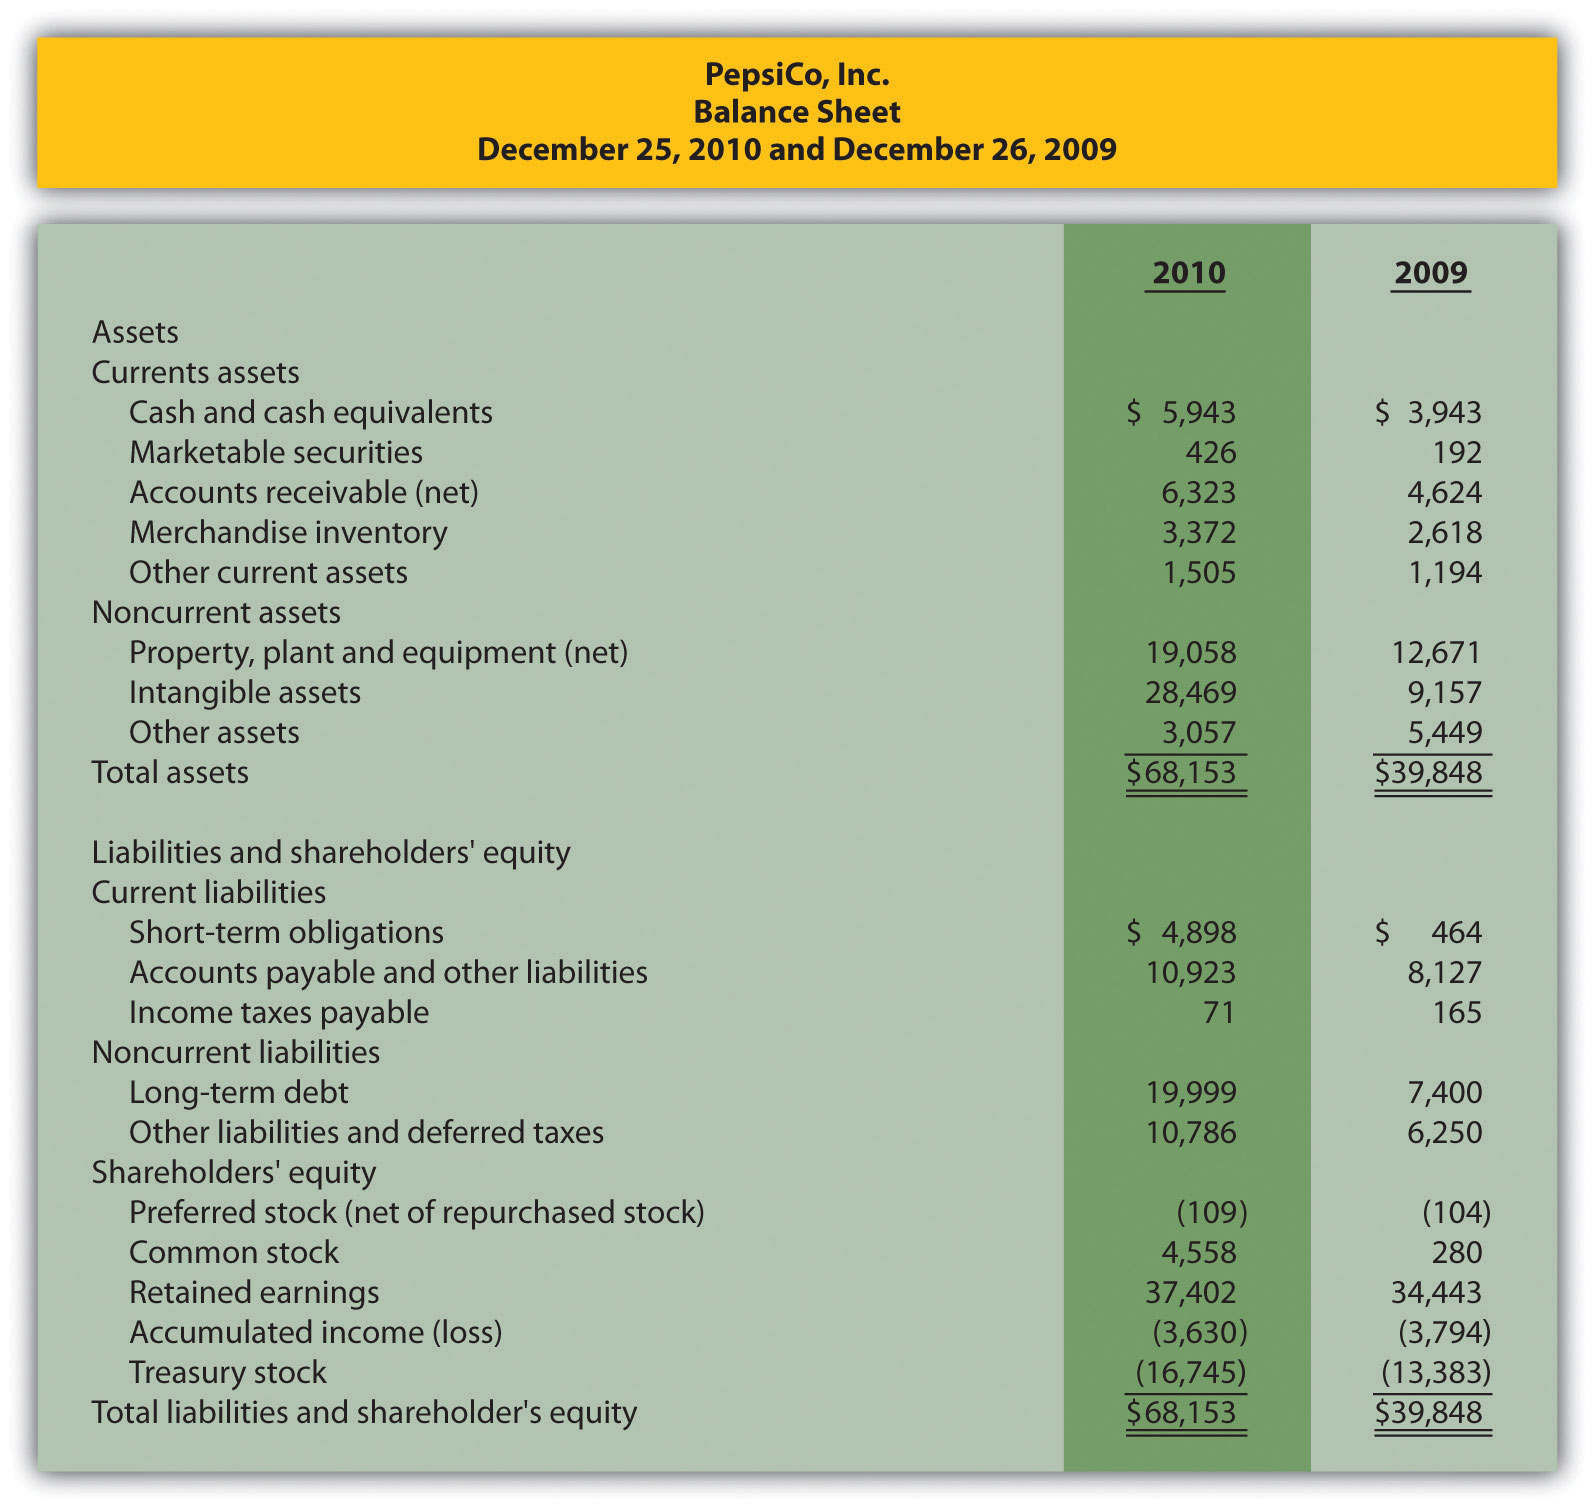 PepsiCo, Inc.
Balance Sheet
December 25, 2010 and December 26, 2009
2010 2009
Assets
Currents assets
Cash and cash equivalents $ 5,943 $ 3,943
Marketable securities 426 192
Accounts receivable (net) 6,323 4,624
Merchandise inventory 3,372 2,618
Other current assets 1,505 1,194
Noncurrent assets
Property, plant and equipment (net) 19,058 12,671
Intangible assets 28,469 9,157
Other assets 3,057 5,449
Total assets $68,153 $39,848
Liabilities and shareholders' equity
Current liabilities
Short-term obligations $ 4,898 $ 464
Accounts payable and other liabilities 10,923 8,127
Income taxes payable 71 165
Noncurrent liabilities
Long-term debt 19,999 7,400
Other liabilities and deferred taxes 10,786 6,250
Shareholders' equity
Preferred stock (net of repurchased stock) (109) (104)
Common stock 4,558 280
Retained earnings 37,402 34,443
Accumulated income (loss) (3,630) (3,794)
Treasury stock (16,745) (13,383)
Total liabilities and shareholder's equity $68,153 $39,848